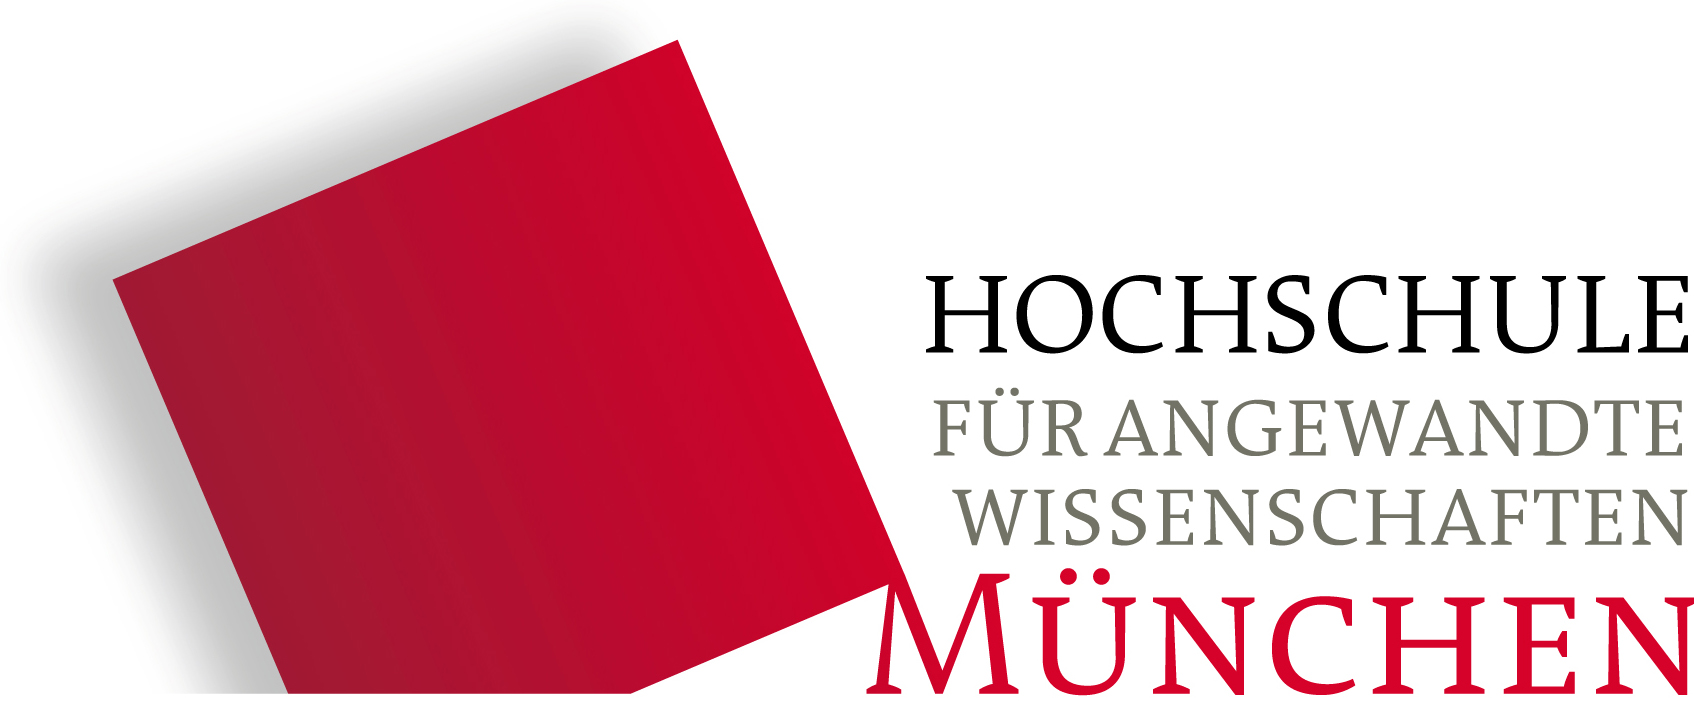 HOCHSCHULE
FÜR ANGEWANDTE
WISSENSCHAFTEN
MÜNCHEN